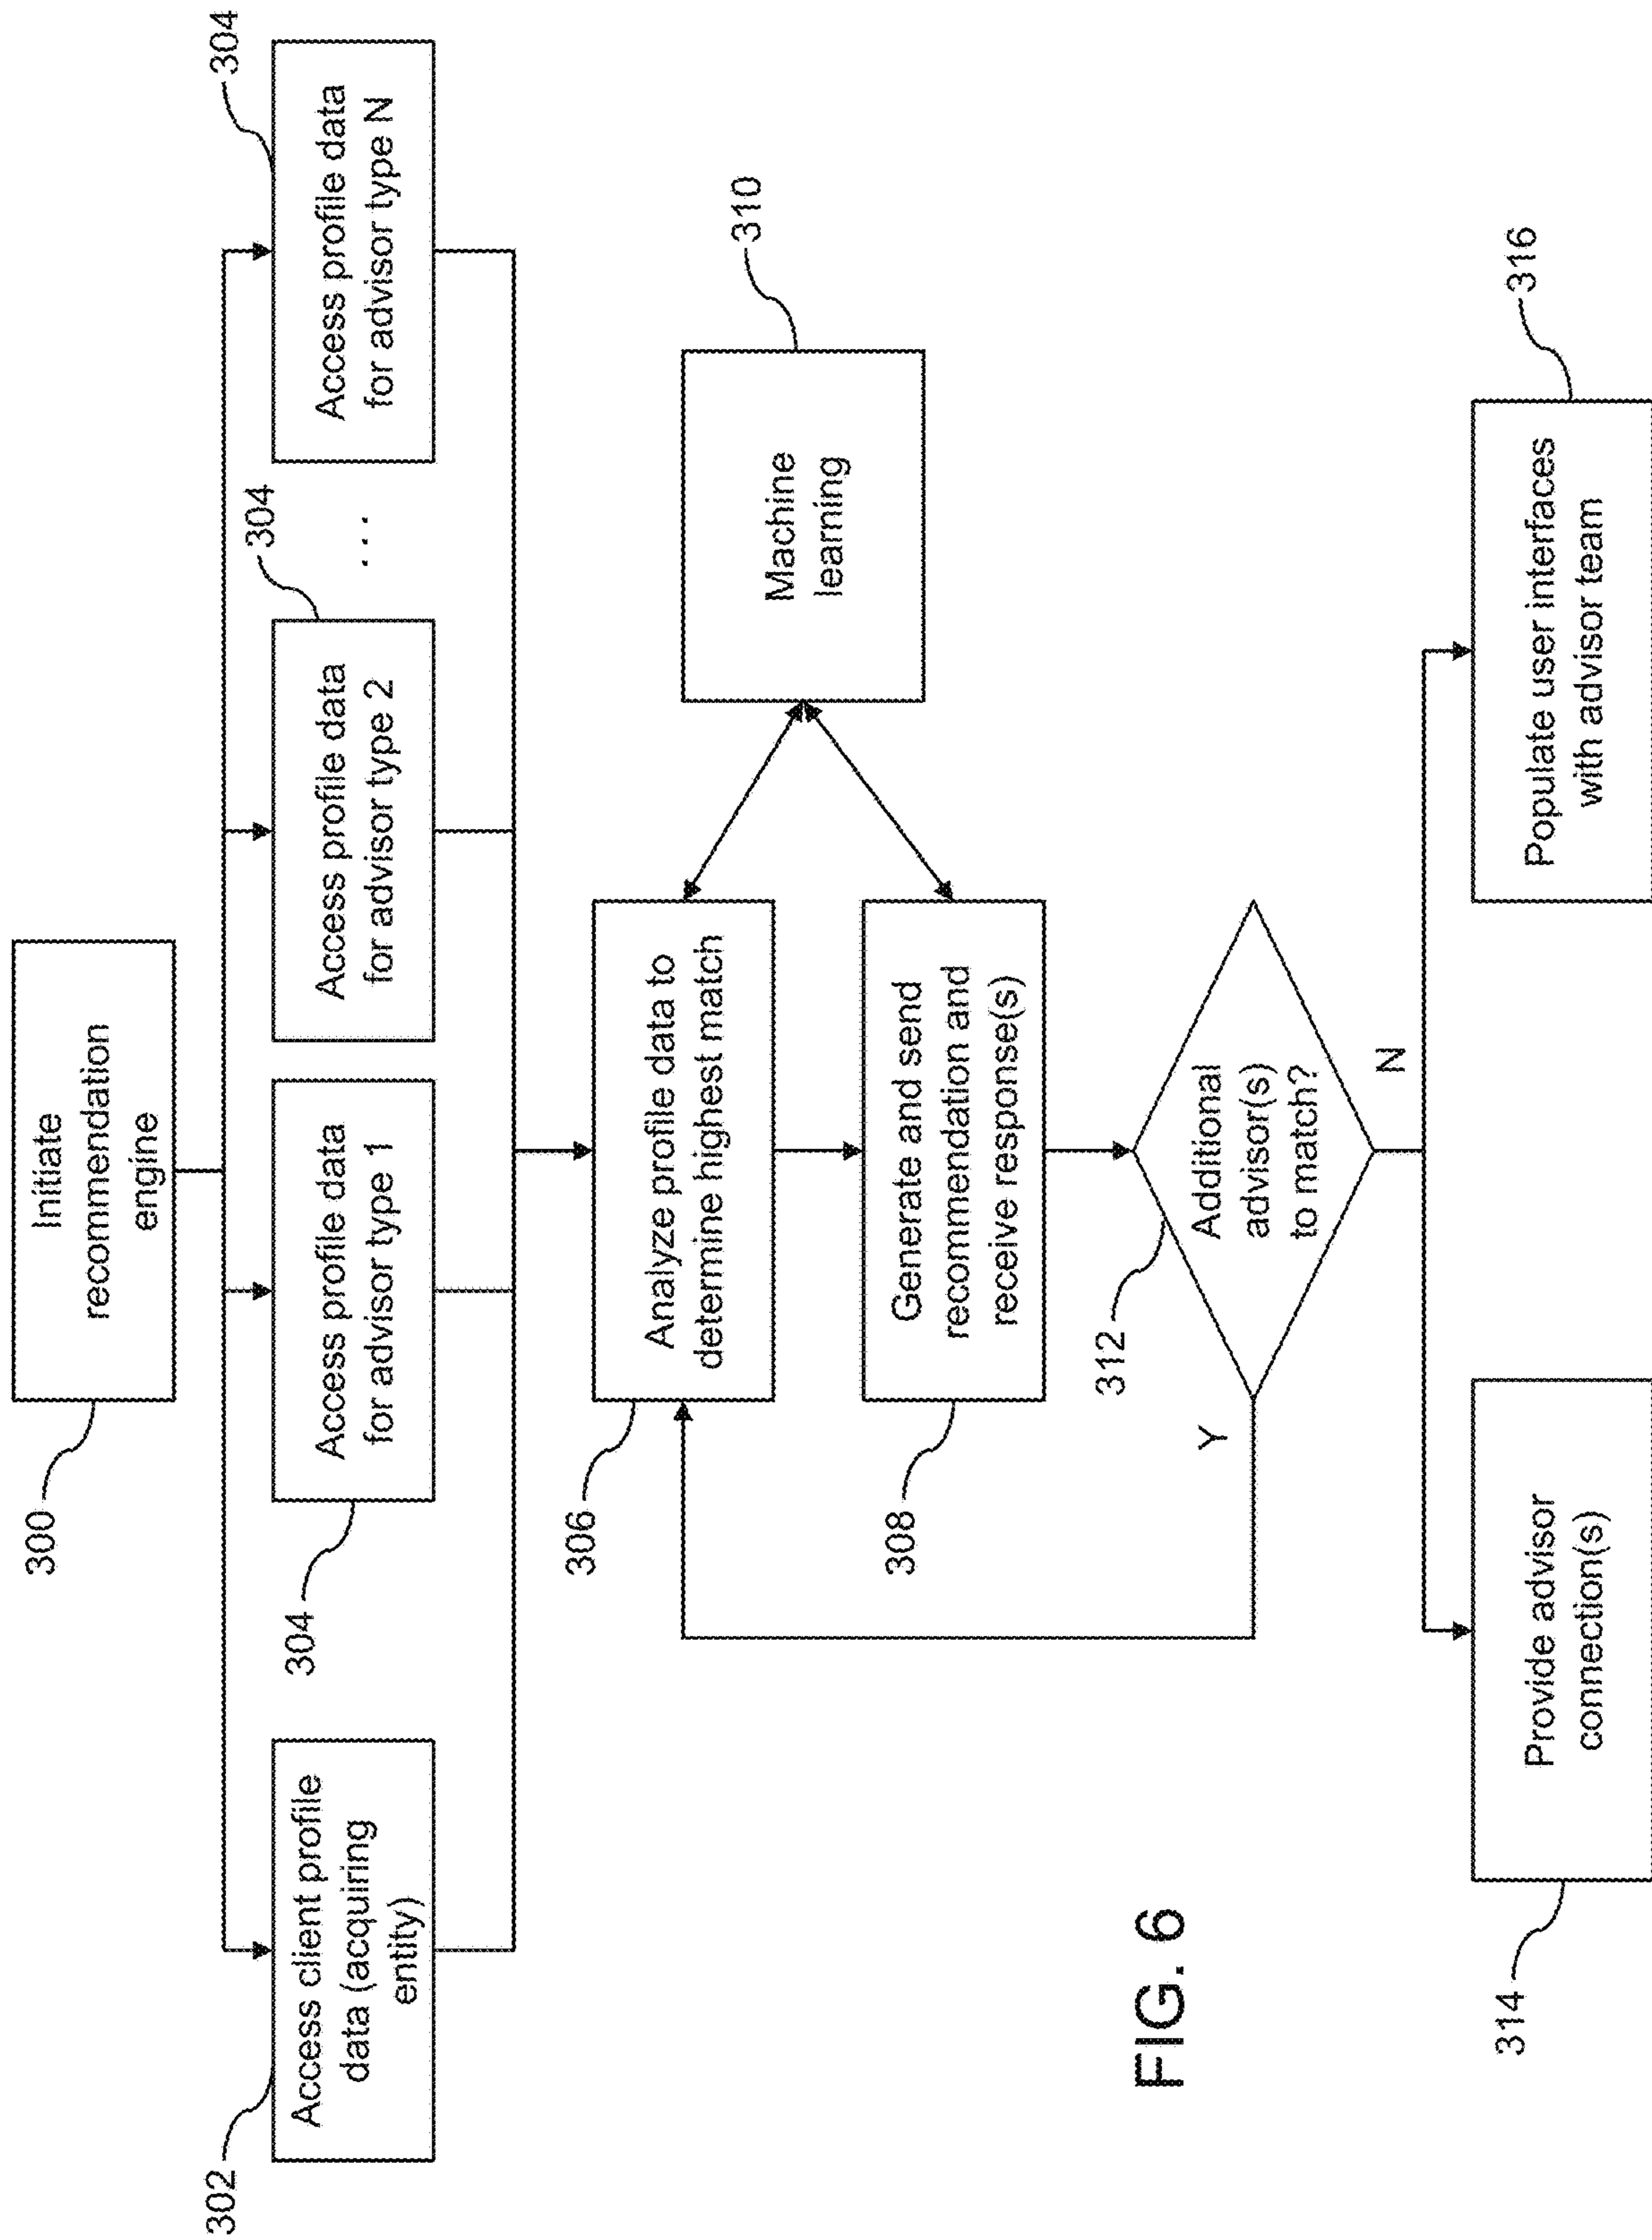 300
Initiate
recommendation
engine
302
Access client profile
data (acquiring
entity)
304
Access profile data
for advisor type 1
304
Access profile data
for advisor type 2
. . .
304
Access profile data
for advisor type N
306
Analyze profile data to
determine highest match
310
Machine
learning
308
Generate and send
recommendation and
receive response(s)
312
Additional
advisor(s)
to match?
Y
N
314
Provide advisor
connection(s)
316
Populate user interfaces
with advisor team
FIG. 6